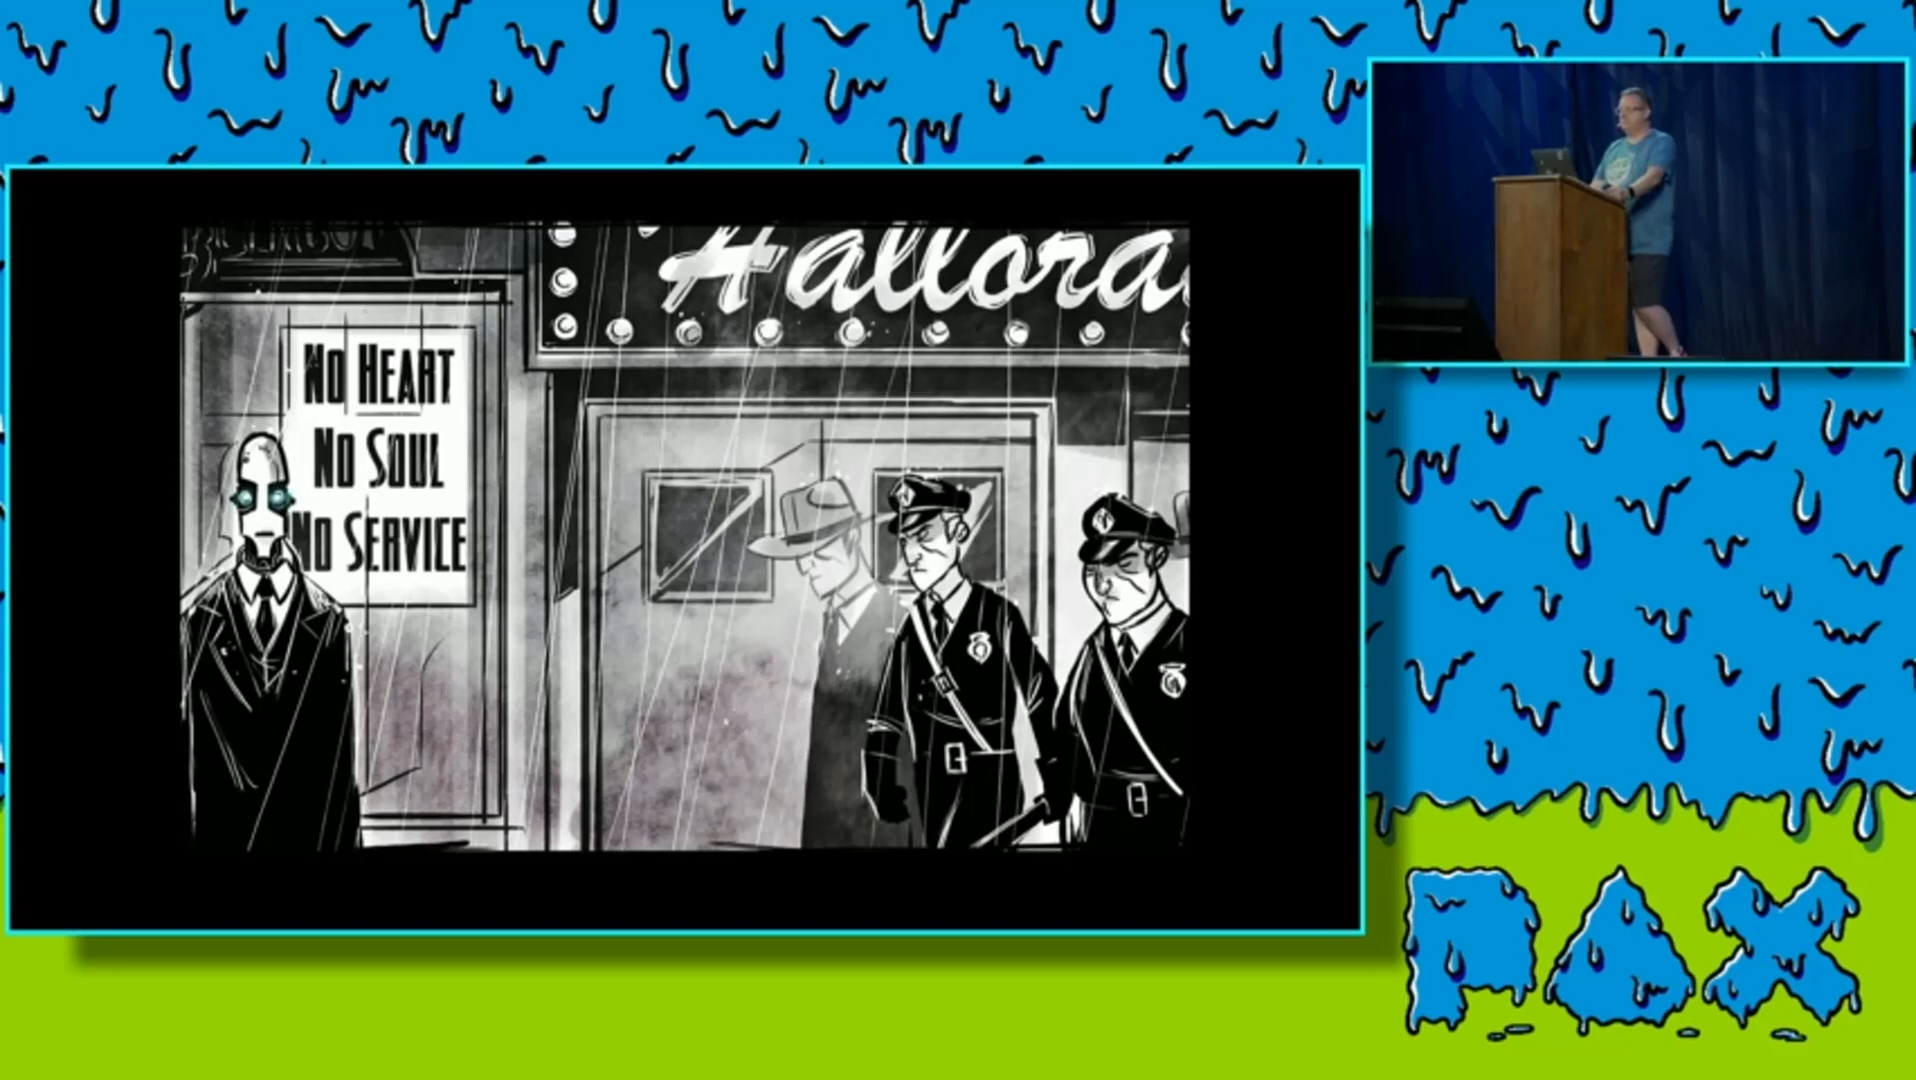 Hallora
No Heart
No Soul
No Service
PAX